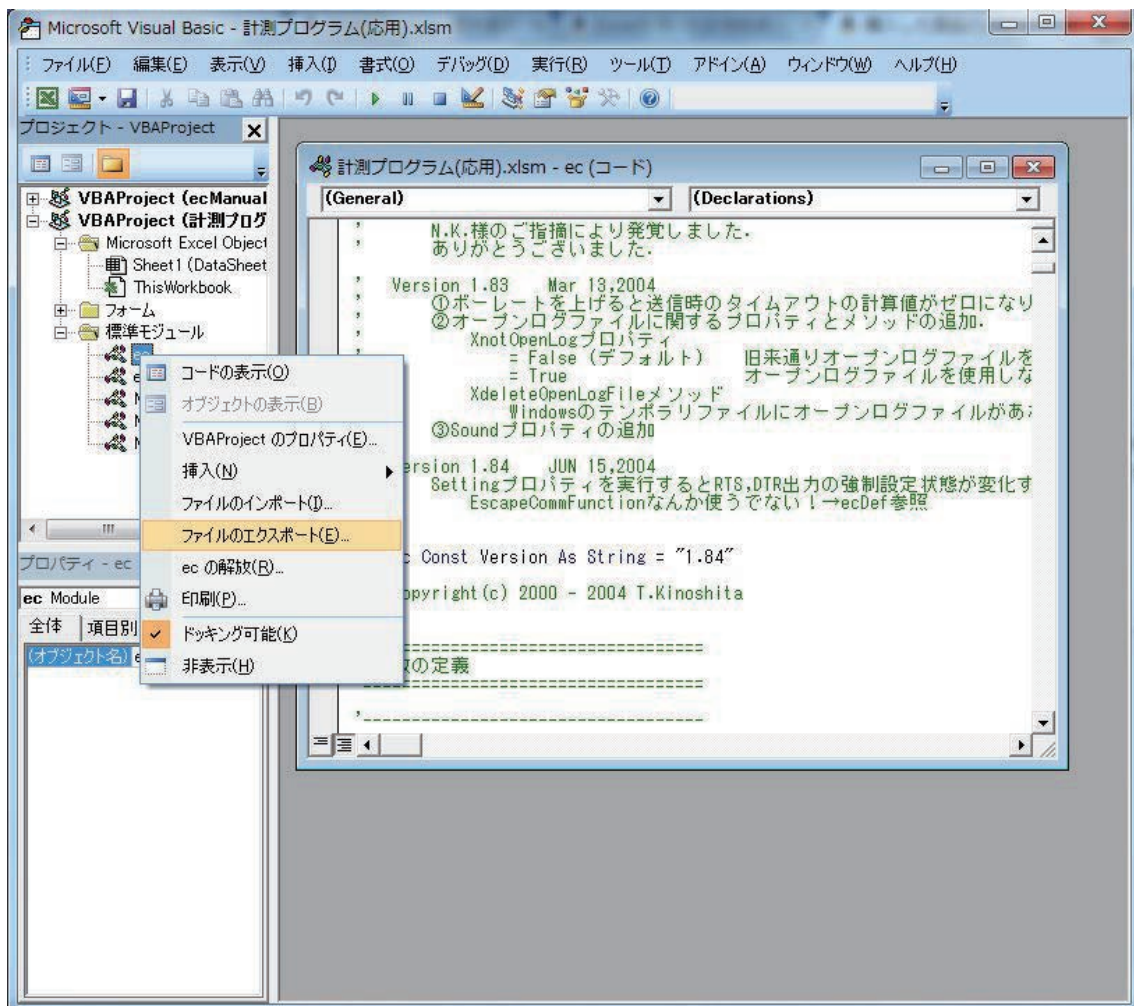 Microsoft Visual Basic - 計測プログラム(応用).xlsm
ファイル(F) 編集(E) 表示(V) 挿入(I) 書式(O) デバッグ(D) 実行(R) ツール(T) アドイン(A) ウィンドウ(W) ヘルプ(H)
プロジェクト - VBAProject
VBAProject (ecManual
VBAProject (計測プログ
Microsoft Excel Object
Sheet1 (DataSheet
ThisWorkbook
フォーム
標準モジュール
ec
コードの表示(O)
オブジェクトの表示(B)
VBAProject のプロパティ(E)...
挿入(N)
ファイルのインポート(I)...
ファイルのエクスポート(E)...
ec の解放(R)...
印刷(P)...
ドッキング可能(K)
非表示(H)
プロパティ - ec
ec Module
全体 項目別
(オブジェクト名)
計測プログラム(応用).xlsm - ec (コード)
(General) (Declarations)
' N.K.様のご指摘により発覚しました.
' ありがとうございました.
'
' Version 1.83 Mar 13,2004
' ①ボーレートを上げると送信時のタイムアウトの計算値がゼロになり
' ②オープンログファイルに関するプロパティとメソッドの追加.
' XnotOpenLogプロパティ
= False (デフォルト) 旧来通りオープンログファイルを
= True オープンログファイルを使用しな
XdeleteOpenLogFileメソッド
Windowsのテンポラリファイルにオープンログファイルがあ
③Soundプロパティの追加
ersion 1.84 JUN 15,2004
Settingプロパティを実行するとRTS,DTR出力の強制設定状態が変化す
EscapeCommFunctionなんか使うでない！→ecDef参照
c Const Version As String = "1.84"
opyright(c) 2000 - 2004 T.Kinoshita
===================================
数の定義
===================================
'___________________________________